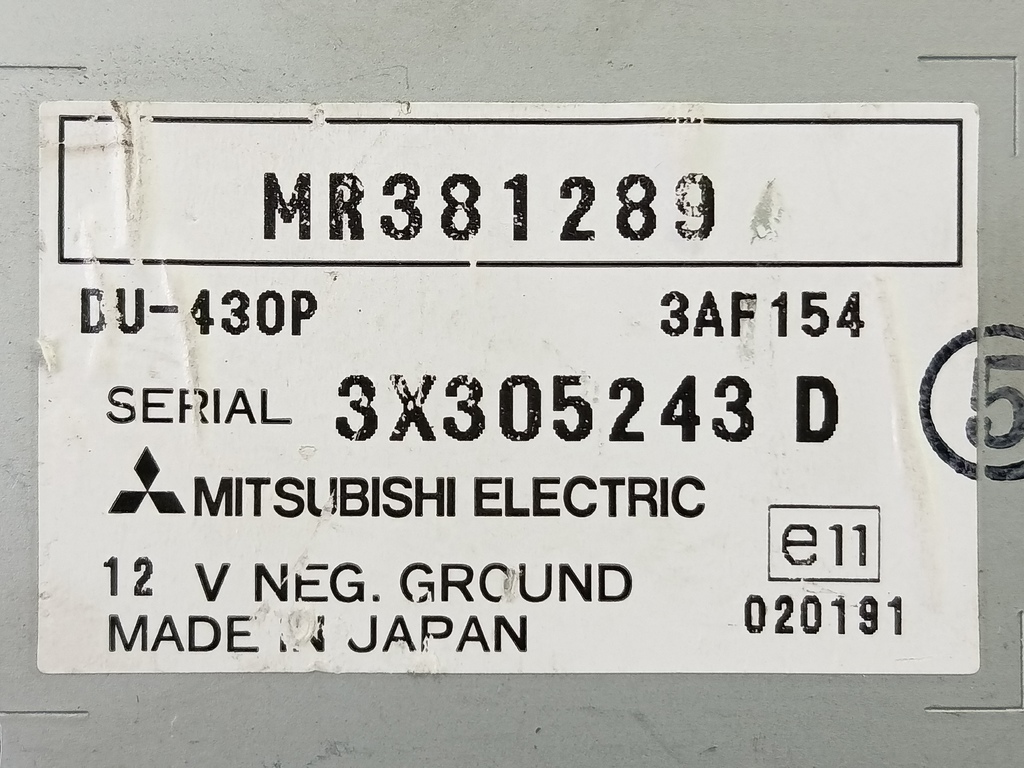 MR381289
DU-430P 3AF154
SERIAL 3X305243 D
5
MITSUBISHI ELECTRIC
e11
12 V NEG. GROUND
020191
MADE IN JAPAN